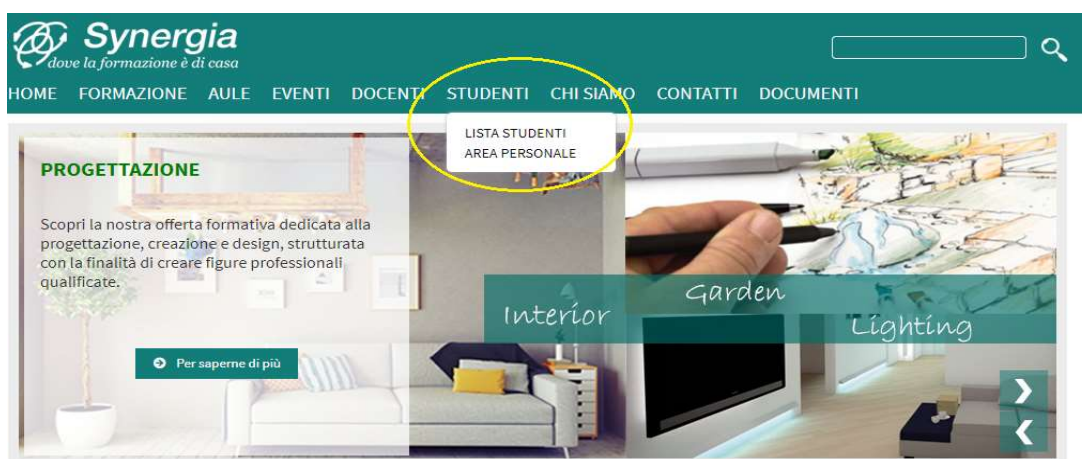 Synergia
dove la formazione è di casa
HOME FORMAZIONE AULE EVENTI DOCENTI STUDENTI CHI SIAMO CONTATTI DOCUMENTI
LISTA STUDENTI
AREA PERSONALE
PROGETTAZIONE
Scopri la nostra offerta formativa dedicata alla
progettazione, creazione e design, strutturata
con la finalità di creare figure professionali
qualificate.
Per saperne di più
Interior
Garden
Lighting